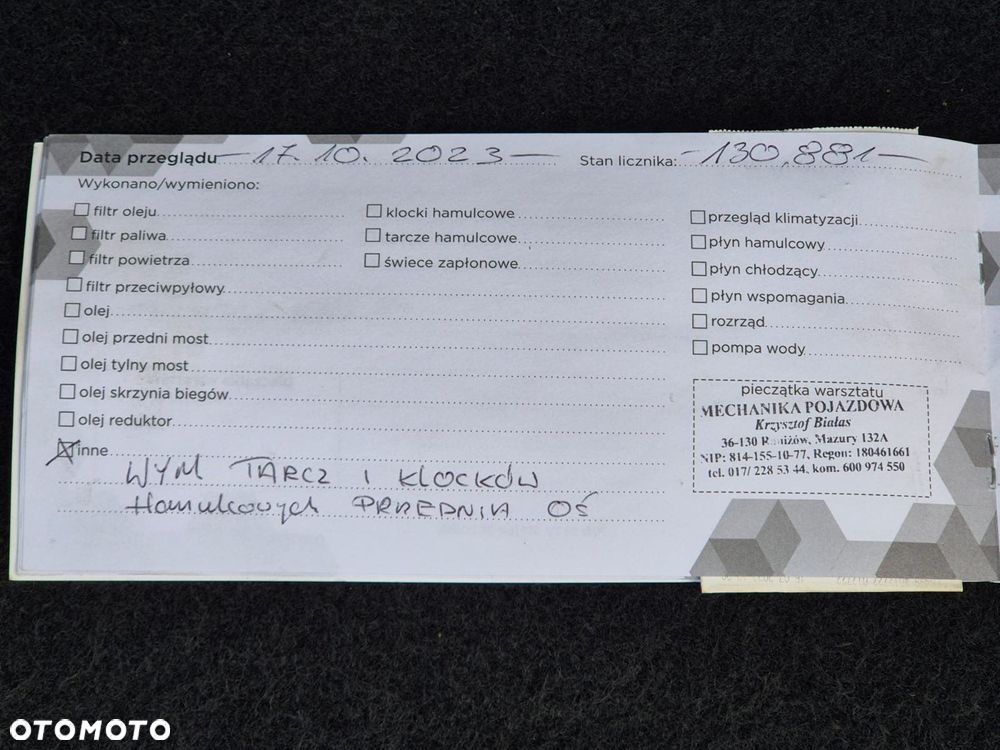 Data przeglądu 17.10.2023
Stan licznika: 130.881
Wykonano/wymieniono:
filtr oleju
filtr paliwa
filtr powietrza
filtr przeciwpyłowy
olej
olej przedni most
olej tylny most
olej skrzynia biegów
olej reduktor
inne
WYM TARCZ I KLOCKÓW
Hamulcowych PRZEDNIA OŚ
klocki hamulcowe
tarcze hamulcowe
świece zapłonowe
przegląd klimatyzacji
płyn hamulcowy
płyn chłodzący
płyn wspomagania
rozrząd
pompa wody
pieczątka warsztatu
MECHANIKA POJAZDOWA
Krzysztof Białas
36-130 Raniżów, Mazury 132A
NIP: 814-155-10-77, Regon: 180461661
tel. 017/ 228 53 44, kom. 600 974 550
OTOMOTO